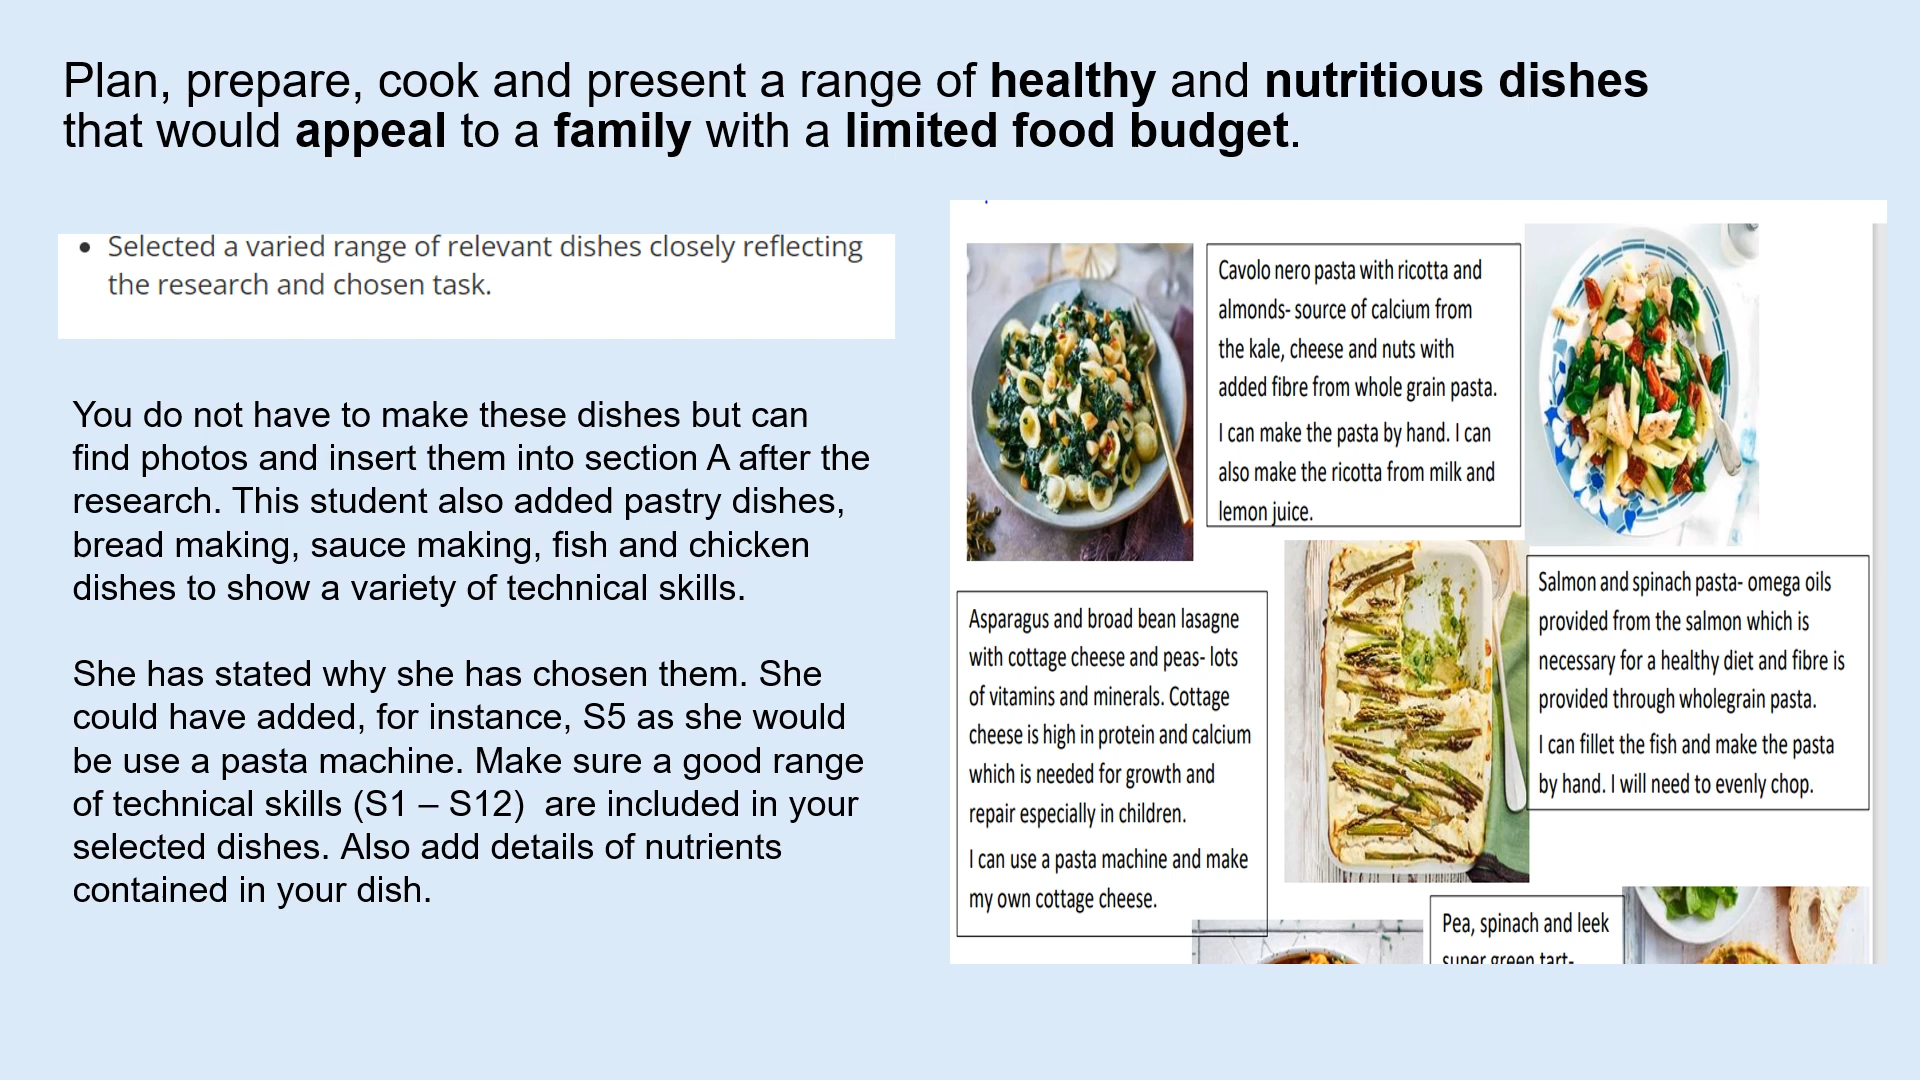 Plan, prepare, cook and present a range of healthy and nutritious dishes
that would appeal to a family with a limited food budget.
• Selected a varied range of relevant dishes closely reflecting
the research and chosen task.
You do not have to make these dishes but can
find photos and insert them into section A after the
research. This student also added pastry dishes,
bread making, sauce making, fish and chicken
dishes to show a variety of technical skills.
She has stated why she has chosen them. She
could have added, for instance, S5 as she would
be use a pasta machine. Make sure a good range
of technical skills (S1 – S12)  are included in your
selected dishes. Also add details of nutrients
contained in your dish.
Cavolo nero pasta with ricotta and
almonds- source of calcium from
the kale, cheese and nuts with
added fibre from whole grain pasta.
I can make the pasta by hand. I can
also make the ricotta from milk and
lemon juice.
Salmon and spinach pasta- omega oils
provided from the salmon which is
necessary for a healthy diet and fibre is
provided through wholegrain pasta.
I can fillet the fish and make the pasta
by hand. I will need to evenly chop.
Asparagus and broad bean lasagne
with cottage cheese and peas- lots
of vitamins and minerals. Cottage
cheese is high in protein and calcium
which is needed for growth and
repair especially in children.
I can use a pasta machine and make
my own cottage cheese.
Pea, spinach and leek
super green tart-